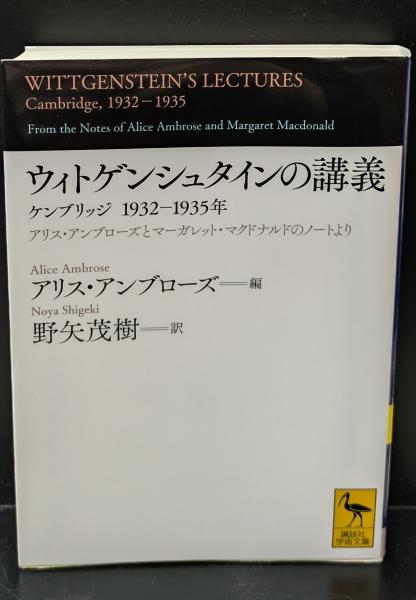 WITTGENSTEIN'S LECTURES
Cambridge, 1932－1935
From the Notes of Alice Ambrose and Margaret Macdonald
ウィトゲンシュタインの講義
ケンブリッジ 1932－1935年
アリス・アンブローズとマーガレット・マクドナルドのノートより
Alice Ambrose
アリス・アンブローズ──編
Noya Shigeki
野矢茂樹──訳
講談社
学術文庫